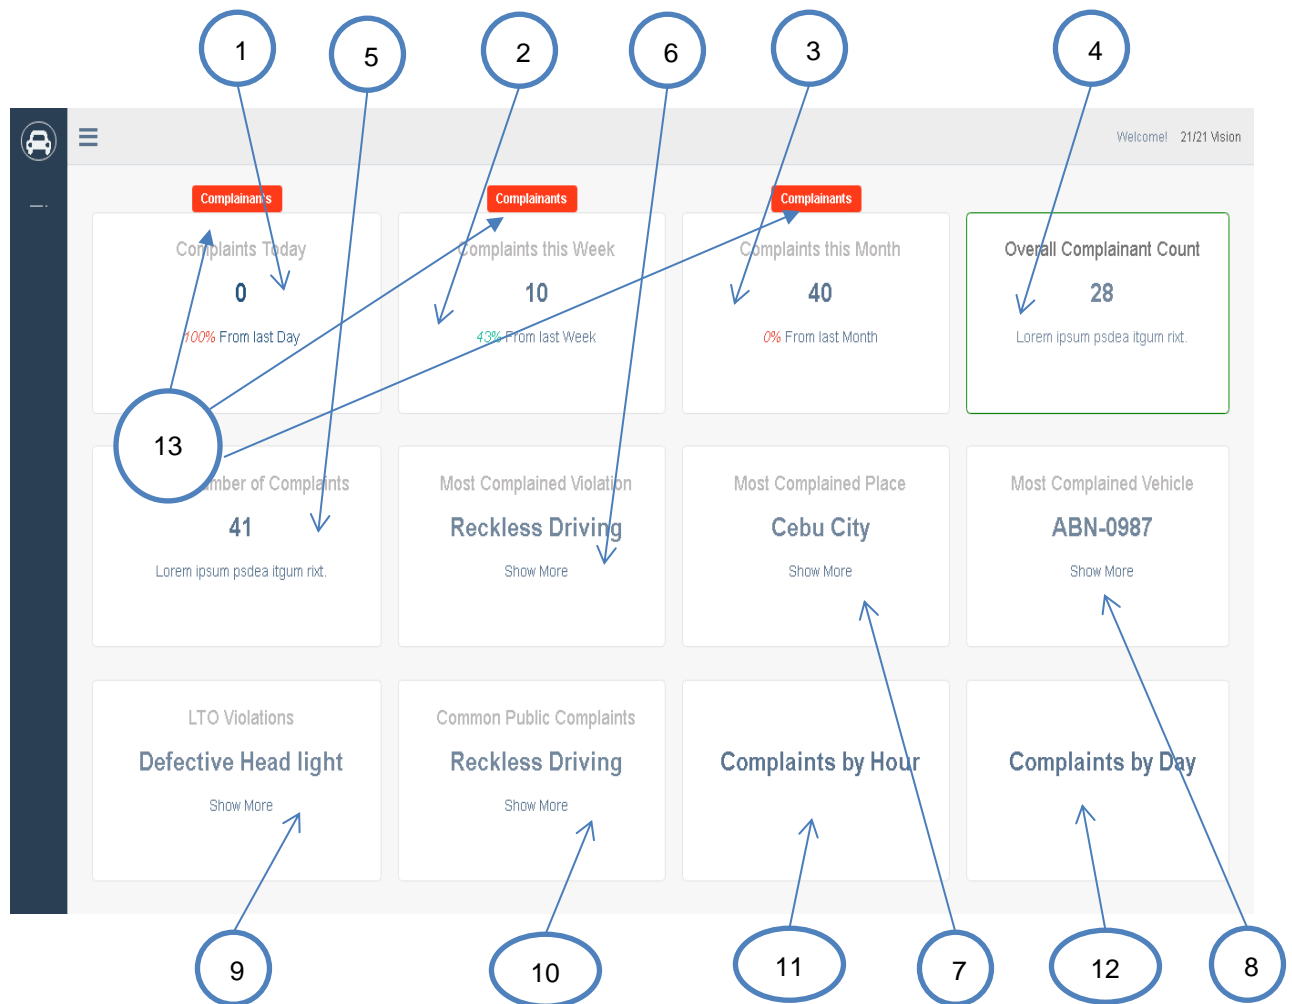 1
5
2
6
3
4
Welcome! 21/21 Vision
Complainants
Complainants
Complainants
Complaints Today
0
100% From last Day
Complaints this Week
10
43% From last Week
Complaints this Month
40
0% From last Month
Overall Complainant Count
28
Lorem ipsum psdea itgum rixt.
13
of Complaints
41
Lorem ipsum psdea itgum rixt.
Most Complained Violation
Reckless Driving
Show More
Most Complained Place
Cebu City
Show More
Most Complained Vehicle
ABN-0987
Show More
LTO Violations
Defective Head light
Show More
Common Public Complaints
Reckless Driving
Show More
Complaints by Hour
Complaints by Day
9
10
11
7
12
8